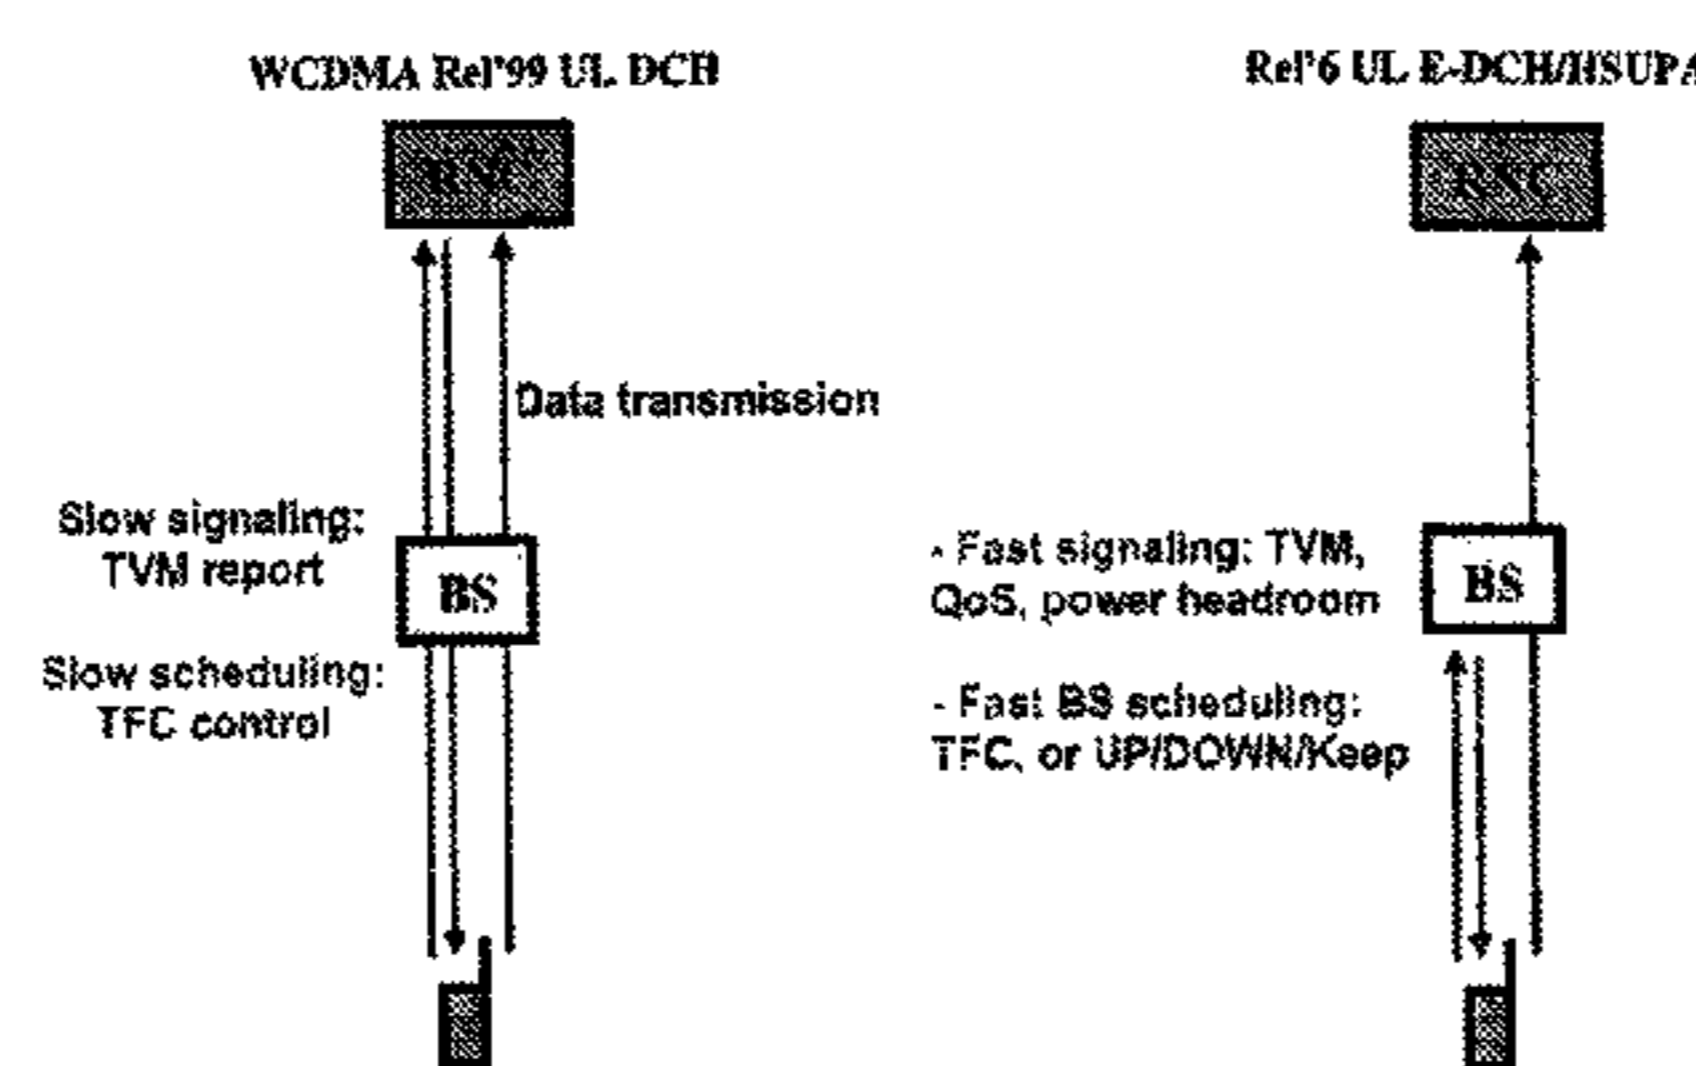 WCDMA Rel'99 UL DCH
Data transmission
Slow signaling:
TVM report
BS
Slow scheduling:
TFC control
Rel'6 UL E-DCH/HSUPA
- Fast signaling: TVM,
QoS, power headroom
BS
- Fast BS scheduling:
TFC, or UP/DOWN/Keep